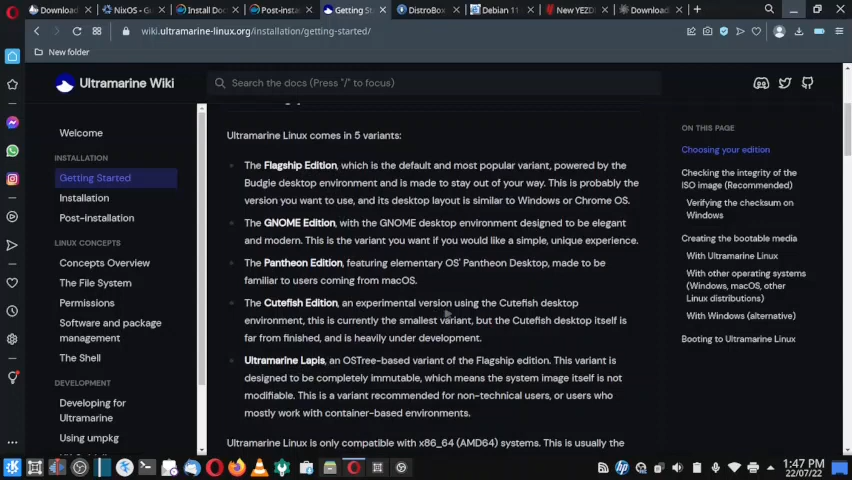 Download
NixOS - G
Install Doc
Post-insta
Getting St
DistroBox
Debian 11
New YEZD
Download
wiki.ultramarine-linux.org/installation/getting-started/
New folder
Ultramarine Wiki
Search the docs (Press "/" to focus)
Welcome
INSTALLATION
Getting Started
Installation
Post-installation
LINUX CONCEPTS
Concepts Overview
The File System
Permissions
Software and package
management
The Shell
DEVELOPMENT
Developing for
Ultramarine
Using umpkg
Ultramarine Linux comes in 5 variants:
The Flagship Edition, which is the default and most popular variant, powered by the
Budgie desktop environment and is made to stay out of your way. This is probably the
version you want to use, and its desktop layout is similar to Windows or Chrome OS.
The GNOME Edition, with the GNOME desktop environment designed to be elegant
and modern. This is the variant you want if you would like a simple, unique experience.
The Pantheon Edition, featuring elementary OS' Pantheon Desktop, made to be
familiar to users coming from macOS.
The Cutefish Edition, an experimental version using the Cutefish desktop
environment, this is currently the smallest variant, but the Cutefish desktop itself is
far from finished, and is heavily under development.
Ultramarine Lapis, an OSTree-based variant of the Flagship edition. This variant is
designed to be completely immutable, which means the system image itself is not
modifiable. This is a variant recommended for non-technical users, or users who
mostly work with container-based environments.
Ultramarine Linux is only compatible with x86_64 (AMD64) systems. This is usually the
ON THIS PAGE
Choosing your edition
Checking the integrity of the
ISO image (Recommended)
Verifying the checksum on
Windows
Creating the bootable media
With Ultramarine Linux
With other operating systems
(Windows, macOS, other
Linux distributions)
With Windows (alternative)
Booting to Ultramarine Linux
1:47 PM
22/07/22